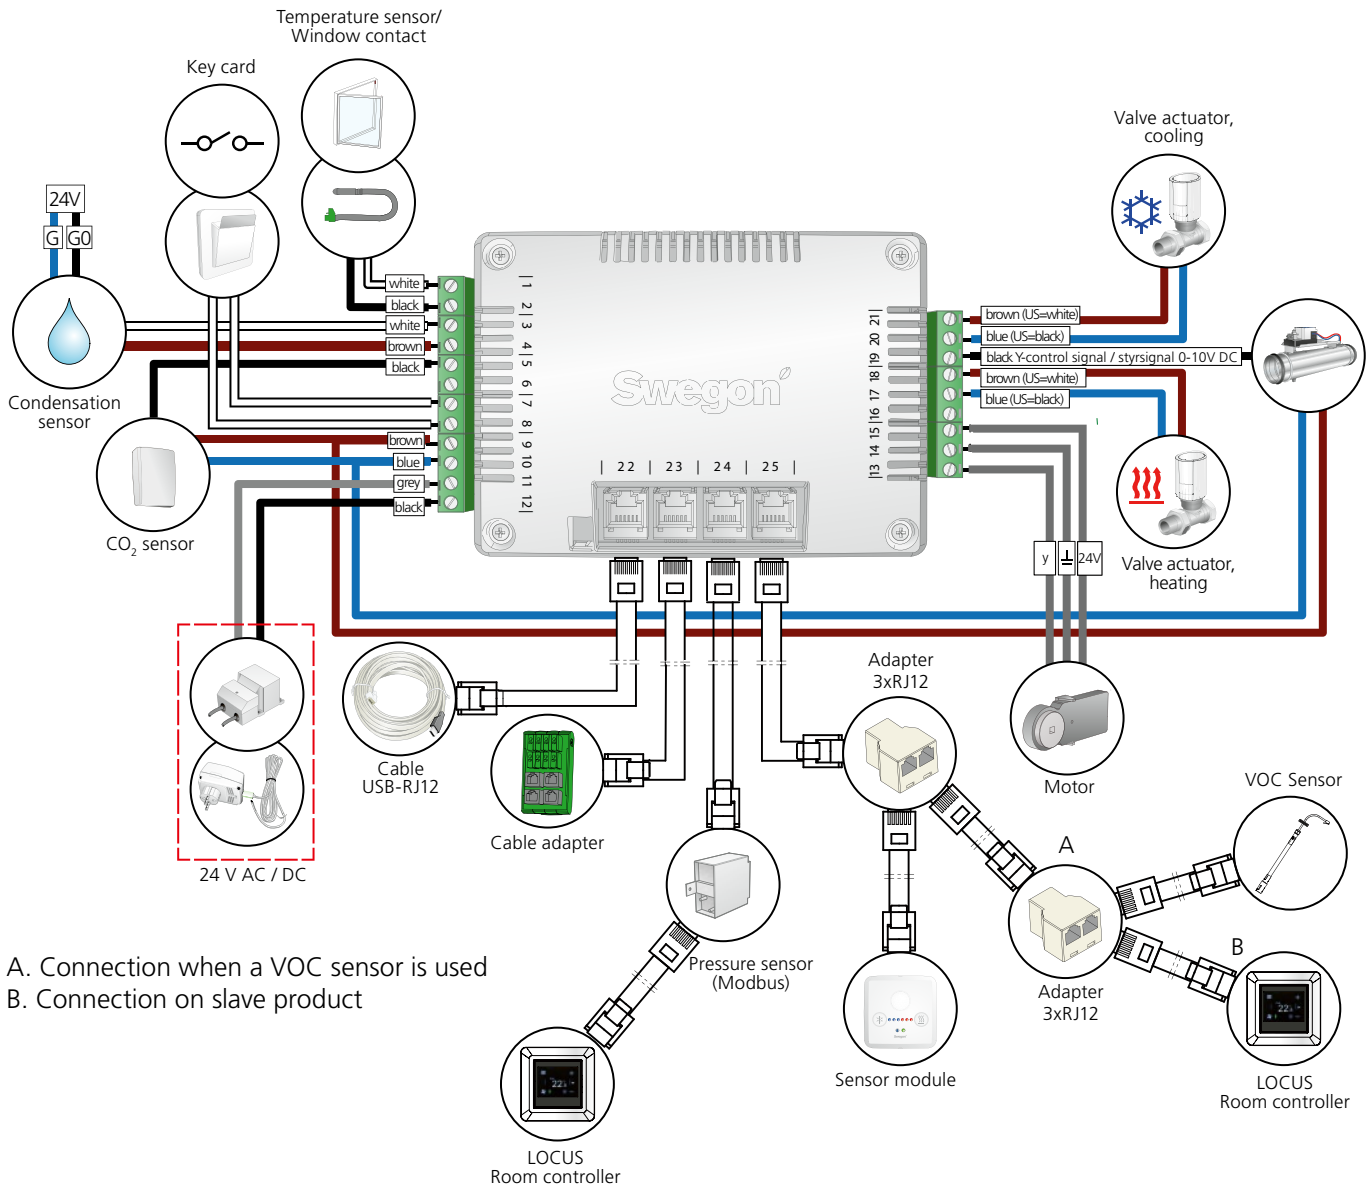 Temperature sensor/
Window contact
Key card
24V
G G0
Condensation
sensor
CO2 sensor
white
black
white
brown
black
brown
blue
grey
black
|1
2|
|3
4
|5
6|
|7
8|
|9
10
11
12|
Swegon
| 22 | 23 | 24 | 25 |
21|
20
|19
|18
17
|16
15|
14
|13
brown (US=white)
blue (US=black)
black Y-control signal / styrsignal 0-10V DC
brown (US=white)
blue (US=black)
Valve actuator,
cooling
Valve actuator,
heating
y 24V
Motor
24 V AC / DC
Cable
USB-RJ12
Cable adapter
Pressure sensor
(Modbus)
Adapter
3xRJ12
A
VOC Sensor
B
Adapter
3xRJ12
Sensor module
LOCUS
Room controller
LOCUS
Room controller
A. Connection when a VOC sensor is used
B. Connection on slave product